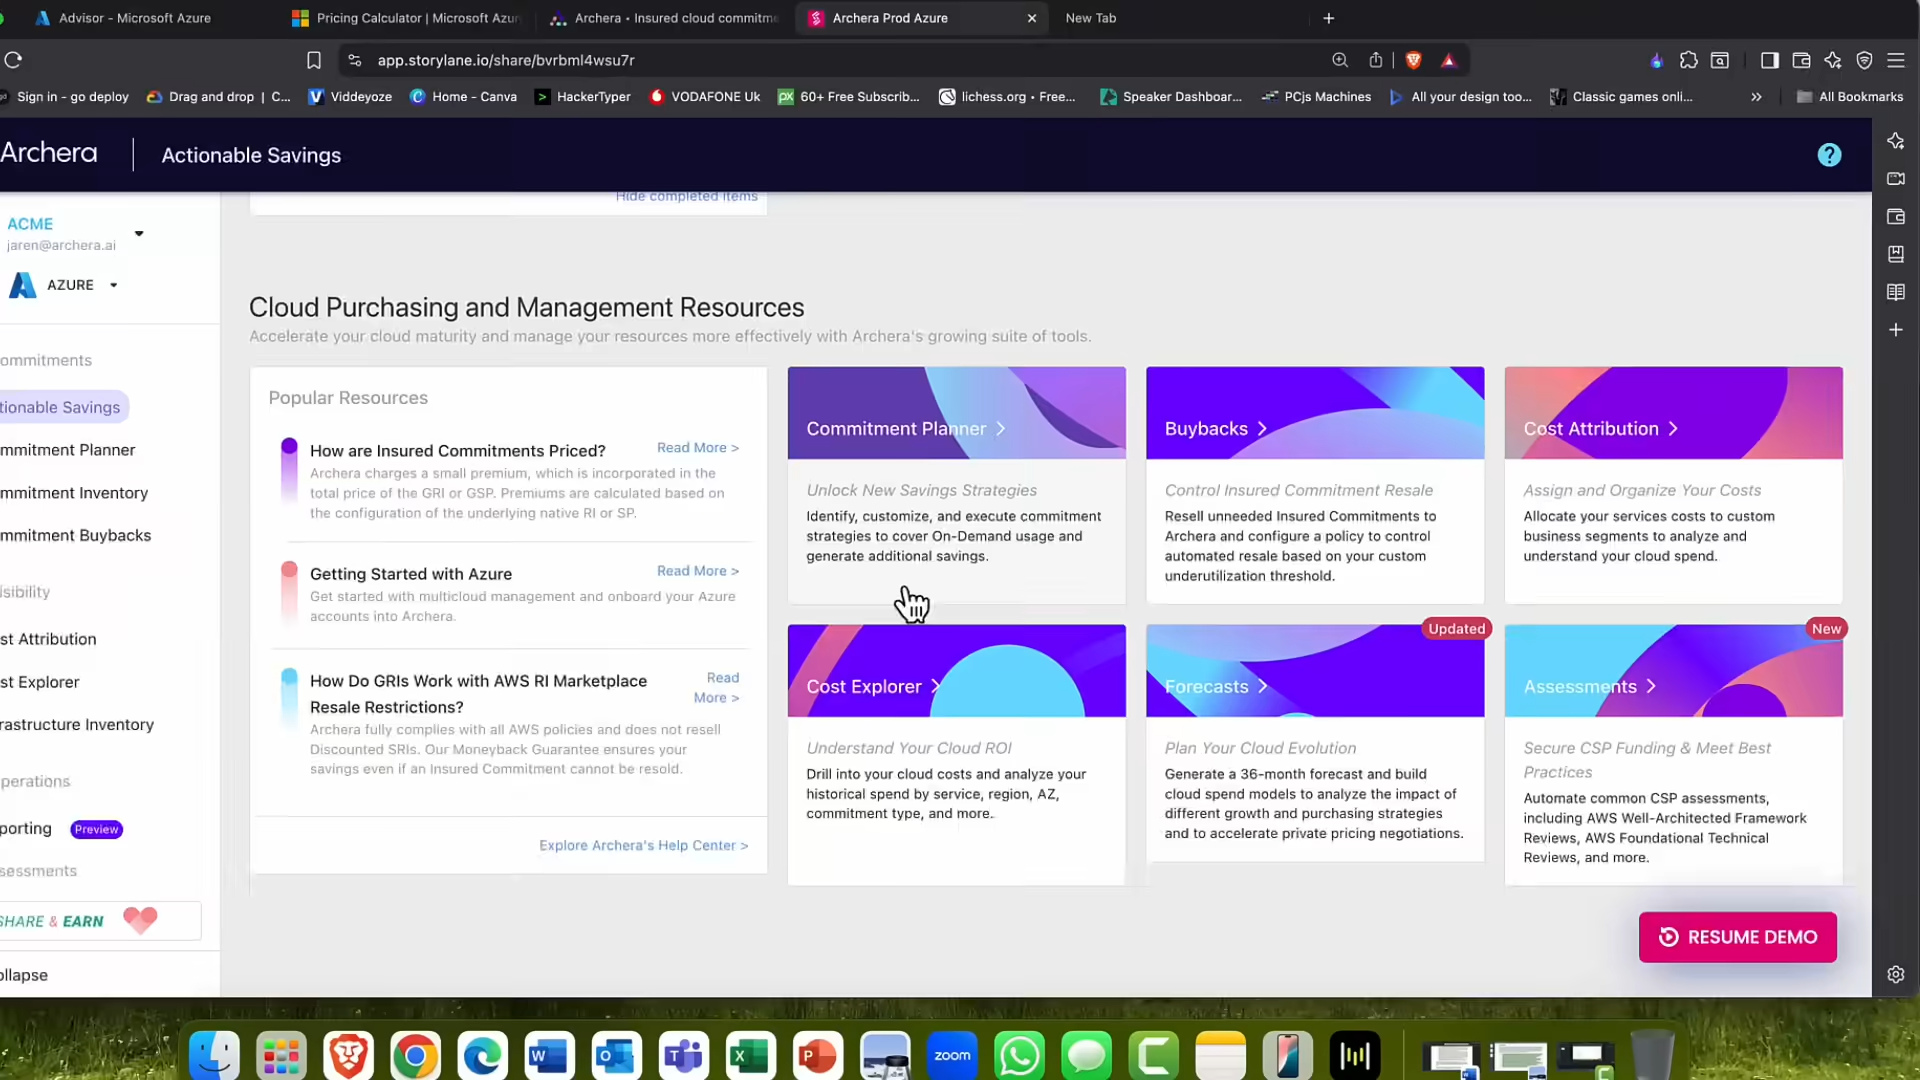 Advisor - Microsoft Azure
Pricing Calculator | Microsoft Azu
Archera • Insured cloud commitme
Archera Prod Azure
New Tab
app.storylane.io/share/bvrbml4wsu7r
Sign in - go deploy
Drag and drop | C...
Viddeyoze
Home - Canva
HackerTyper
VODAFONE Uk
60+ Free Subscrib...
lichess.org • Free...
Speaker Dashboar...
PCjs Machines
All your design too...
Classic games onli...
All Bookmarks
Archera
Actionable Savings
Hide completed items
ACME
jaren@archera.ai
AZURE
ommitments
tionable Savings
mmitment Planner
mmitment Inventory
mmitment Buybacks
isibility
st Attribution
st Explorer
rastructure Inventory
perations
porting Preview
ssessments
SHARE & EARN
ollapse
Cloud Purchasing and Management Resources
Accelerate your cloud maturity and manage your resources more effectively with Archera's growing suite of tools.
Popular Resources
How are Insured Commitments Priced?
Read More >
Archera charges a small premium, which is incorporated in the
total price of the GRI or GSP. Premiums are calculated based on
the configuration of the underlying native RI or SP.
Getting Started with Azure
Read More >
Get started with multicloud management and onboard your Azure
accounts into Archera.
How Do GRIs Work with AWS RI Marketplace
Resale Restrictions?
Read
More >
Archera fully complies with all AWS policies and does not resell
Discounted SRIs. Our Moneyback Guarantee ensures your
savings even if an Insured Commitment cannot be resold.
Explore Archera's Help Center >
Commitment Planner >
Unlock New Savings Strategies
Identify, customize, and execute commitment
strategies to cover On-Demand usage and
generate additional savings.
Buybacks >
Control Insured Commitment Resale
Resell unneeded Insured Commitments to
Archera and configure a policy to control
automated resale based on your custom
underutilization threshold.
Cost Attribution >
Assign and Organize Your Costs
Allocate your services costs to custom
business segments to analyze and
understand your cloud spend.
Cost Explorer >
Understand Your Cloud ROI
Drill into your cloud costs and analyze your
historical spend by service, region, AZ,
commitment type, and more.
Updated
Forecasts >
Plan Your Cloud Evolution
Generate a 36-month forecast and build
cloud spend models to analyze the impact of
different growth and purchasing strategies
and to accelerate private pricing negotiations.
New
Assessments >
Secure CSP Funding & Meet Best
Practices
Automate common CSP assessments,
including AWS Well-Architected Framework
Reviews, AWS Foundational Technical
Reviews, and more.
RESUME DEMO
zoom